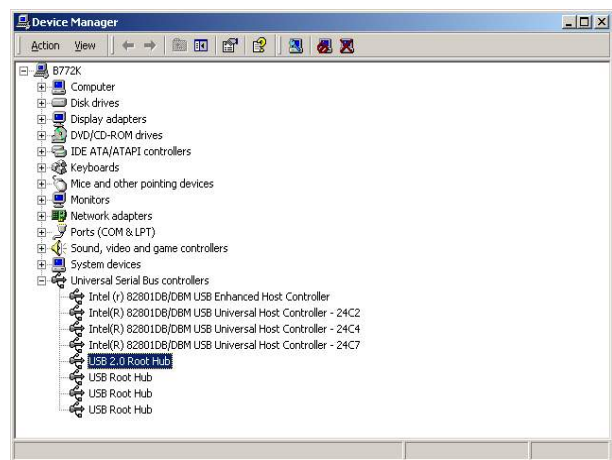 Device Manager
Action View
B772K
Computer
Disk drives
Display adapters
DVD/CD-ROM drives
IDE ATA/ATAPI controllers
Keyboards
Mice and other pointing devices
Monitors
Network adapters
Ports (COM & LPT)
Sound, video and game controllers
System devices
Universal Serial Bus controllers
Intel (r) 82801DB/DBM USB Enhanced Host Controller
Intel(R) 82801DB/DBM USB Universal Host Controller - 24C2
Intel(R) 82801DB/DBM USB Universal Host Controller - 24C4
Intel(R) 82801DB/DBM USB Universal Host Controller - 24C7
USB 2.0 Root Hub
USB Root Hub
USB Root Hub
USB Root Hub